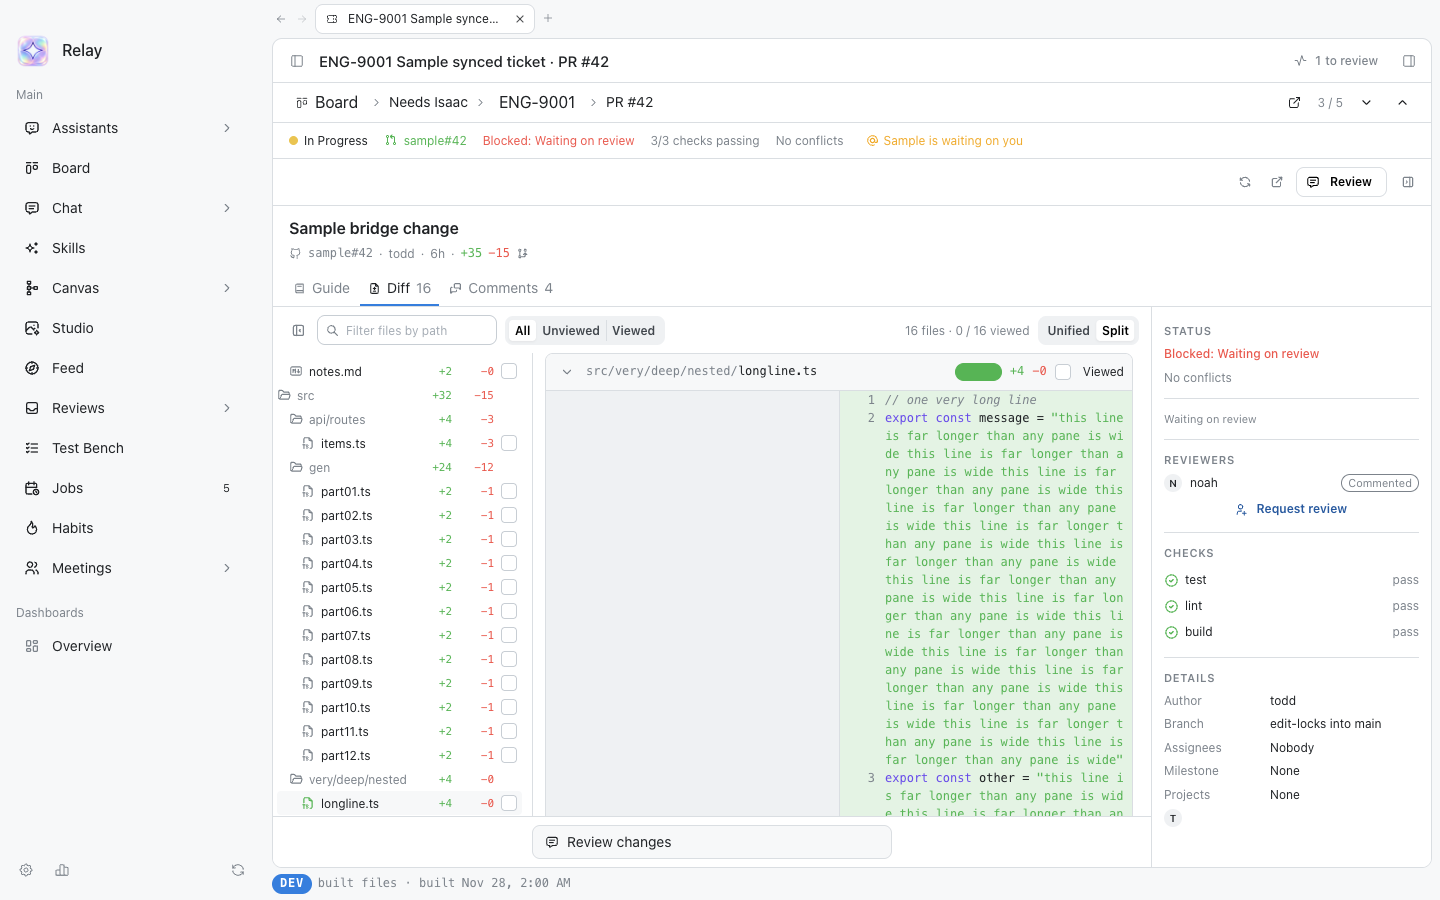 ENG-9001 Sample synce...
Relay
ENG-9001 Sample synced ticket · PR #42
1 to review
Main
Assistants
Board
Chat
Skills
Canvas
Studio
Feed
Reviews
Test Bench
Jobs 5
Habits
Meetings
Dashboards
Overview
Board > Needs Isaac > ENG-9001 > PR #42
3 / 5
In Progress sample#42 Blocked: Waiting on review 3/3 checks passing No conflicts Sample is waiting on you
Review
Sample bridge change
sample#42 · todd · 6h · +35 −15
Guide Diff 16 Comments 4
Filter files by path
All Unviewed Viewed
16 files · 0 / 16 viewed
Unified Split
notes.md +2 −0
src +32 −15
api/routes +4 −3
items.ts +4 −3
gen +24 −12
part01.ts +2 −1
part02.ts +2 −1
part03.ts +2 −1
part04.ts +2 −1
part05.ts +2 −1
part06.ts +2 −1
part07.ts +2 −1
part08.ts +2 −1
part09.ts +2 −1
part10.ts +2 −1
part11.ts +2 −1
part12.ts +2 −1
very/deep/nested +4 −0
longline.ts +4 −0
src/very/deep/nested/longline.ts +4 −0 Viewed
1 // one very long line
2 export const message = "this line
is far longer than any pane is wi
de this line is far longer than a
ny pane is wide this line is far
longer than any pane is wide this
line is far longer than any pane
is wide this line is far longer t
han any pane is wide this line is
far longer than any pane is wide
this line is far longer than any
pane is wide this line is far lon
ger than any pane is wide this li
ne is far longer than any pane is
wide this line is far longer than
any pane is wide this line is far
longer than any pane is wide this
line is far longer than any pane
is wide this line is far longer t
han any pane is wide this line is
far longer than any pane is wide"
3 export const other = "this line i
s far longer than any pane is wid
e this line is far longer than an
Review changes
STATUS
Blocked: Waiting on review
No conflicts
Waiting on review
REVIEWERS
N noah Commented
Request review
CHECKS
test pass
lint pass
build pass
DETAILS
Author todd
Branch edit-locks into main
Assignees Nobody
Milestone None
Projects None
T
DEV built files · built Nov 28, 2:00 AM